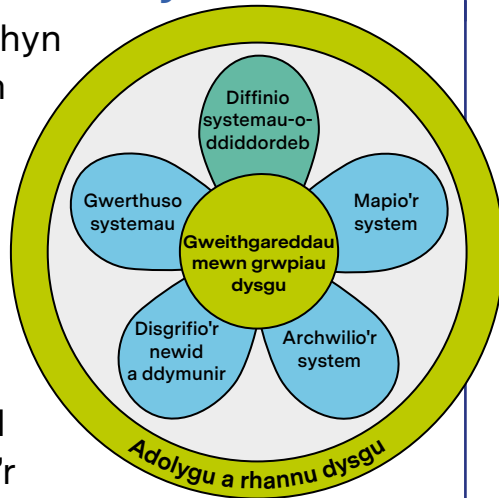 hyn
Diffinio
systemau-o-
ddiddordeb
Gwerthuso
systemau
Mapio'r
system
Gweithgareddau
mewn grwpiau
dysgu
Disgrifio'r
newid
a ddymunir
Archwilio'r
system
Adolygu a rhannu dysgu
'r